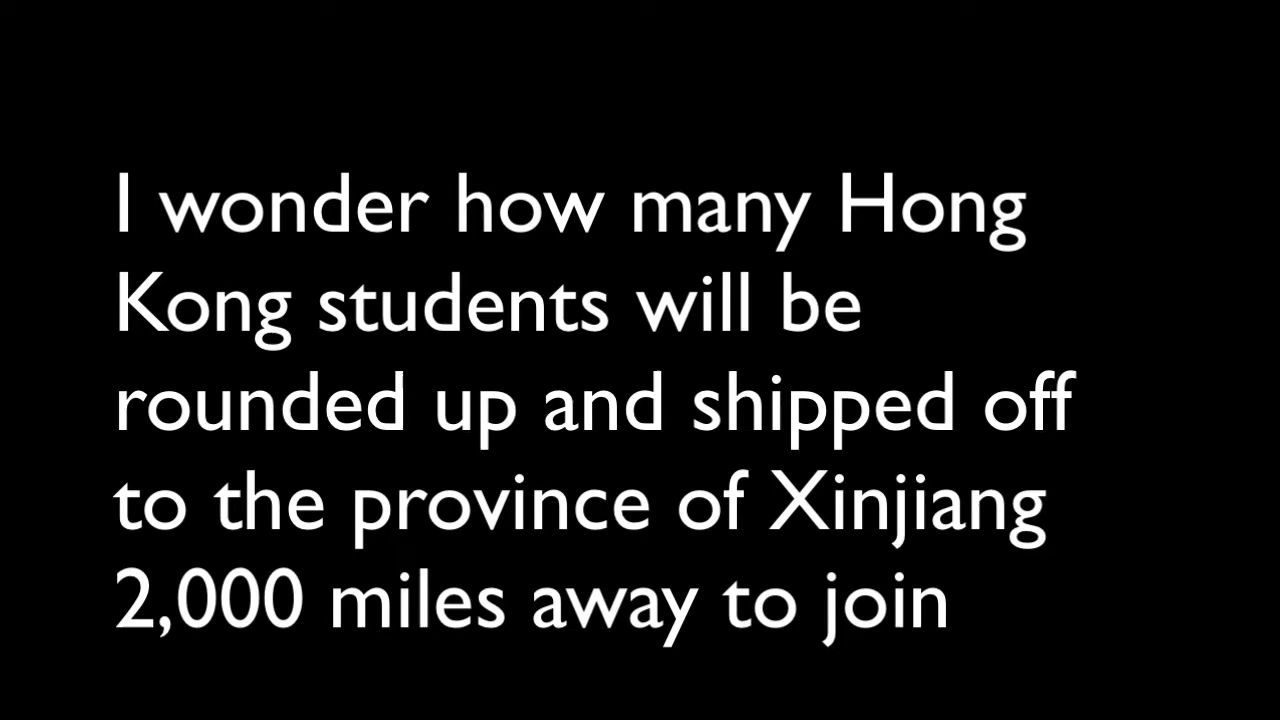 I wonder how many Hong
Kong students will be
rounded up and shipped off
to the province of Xinjiang
2,000 miles away to join